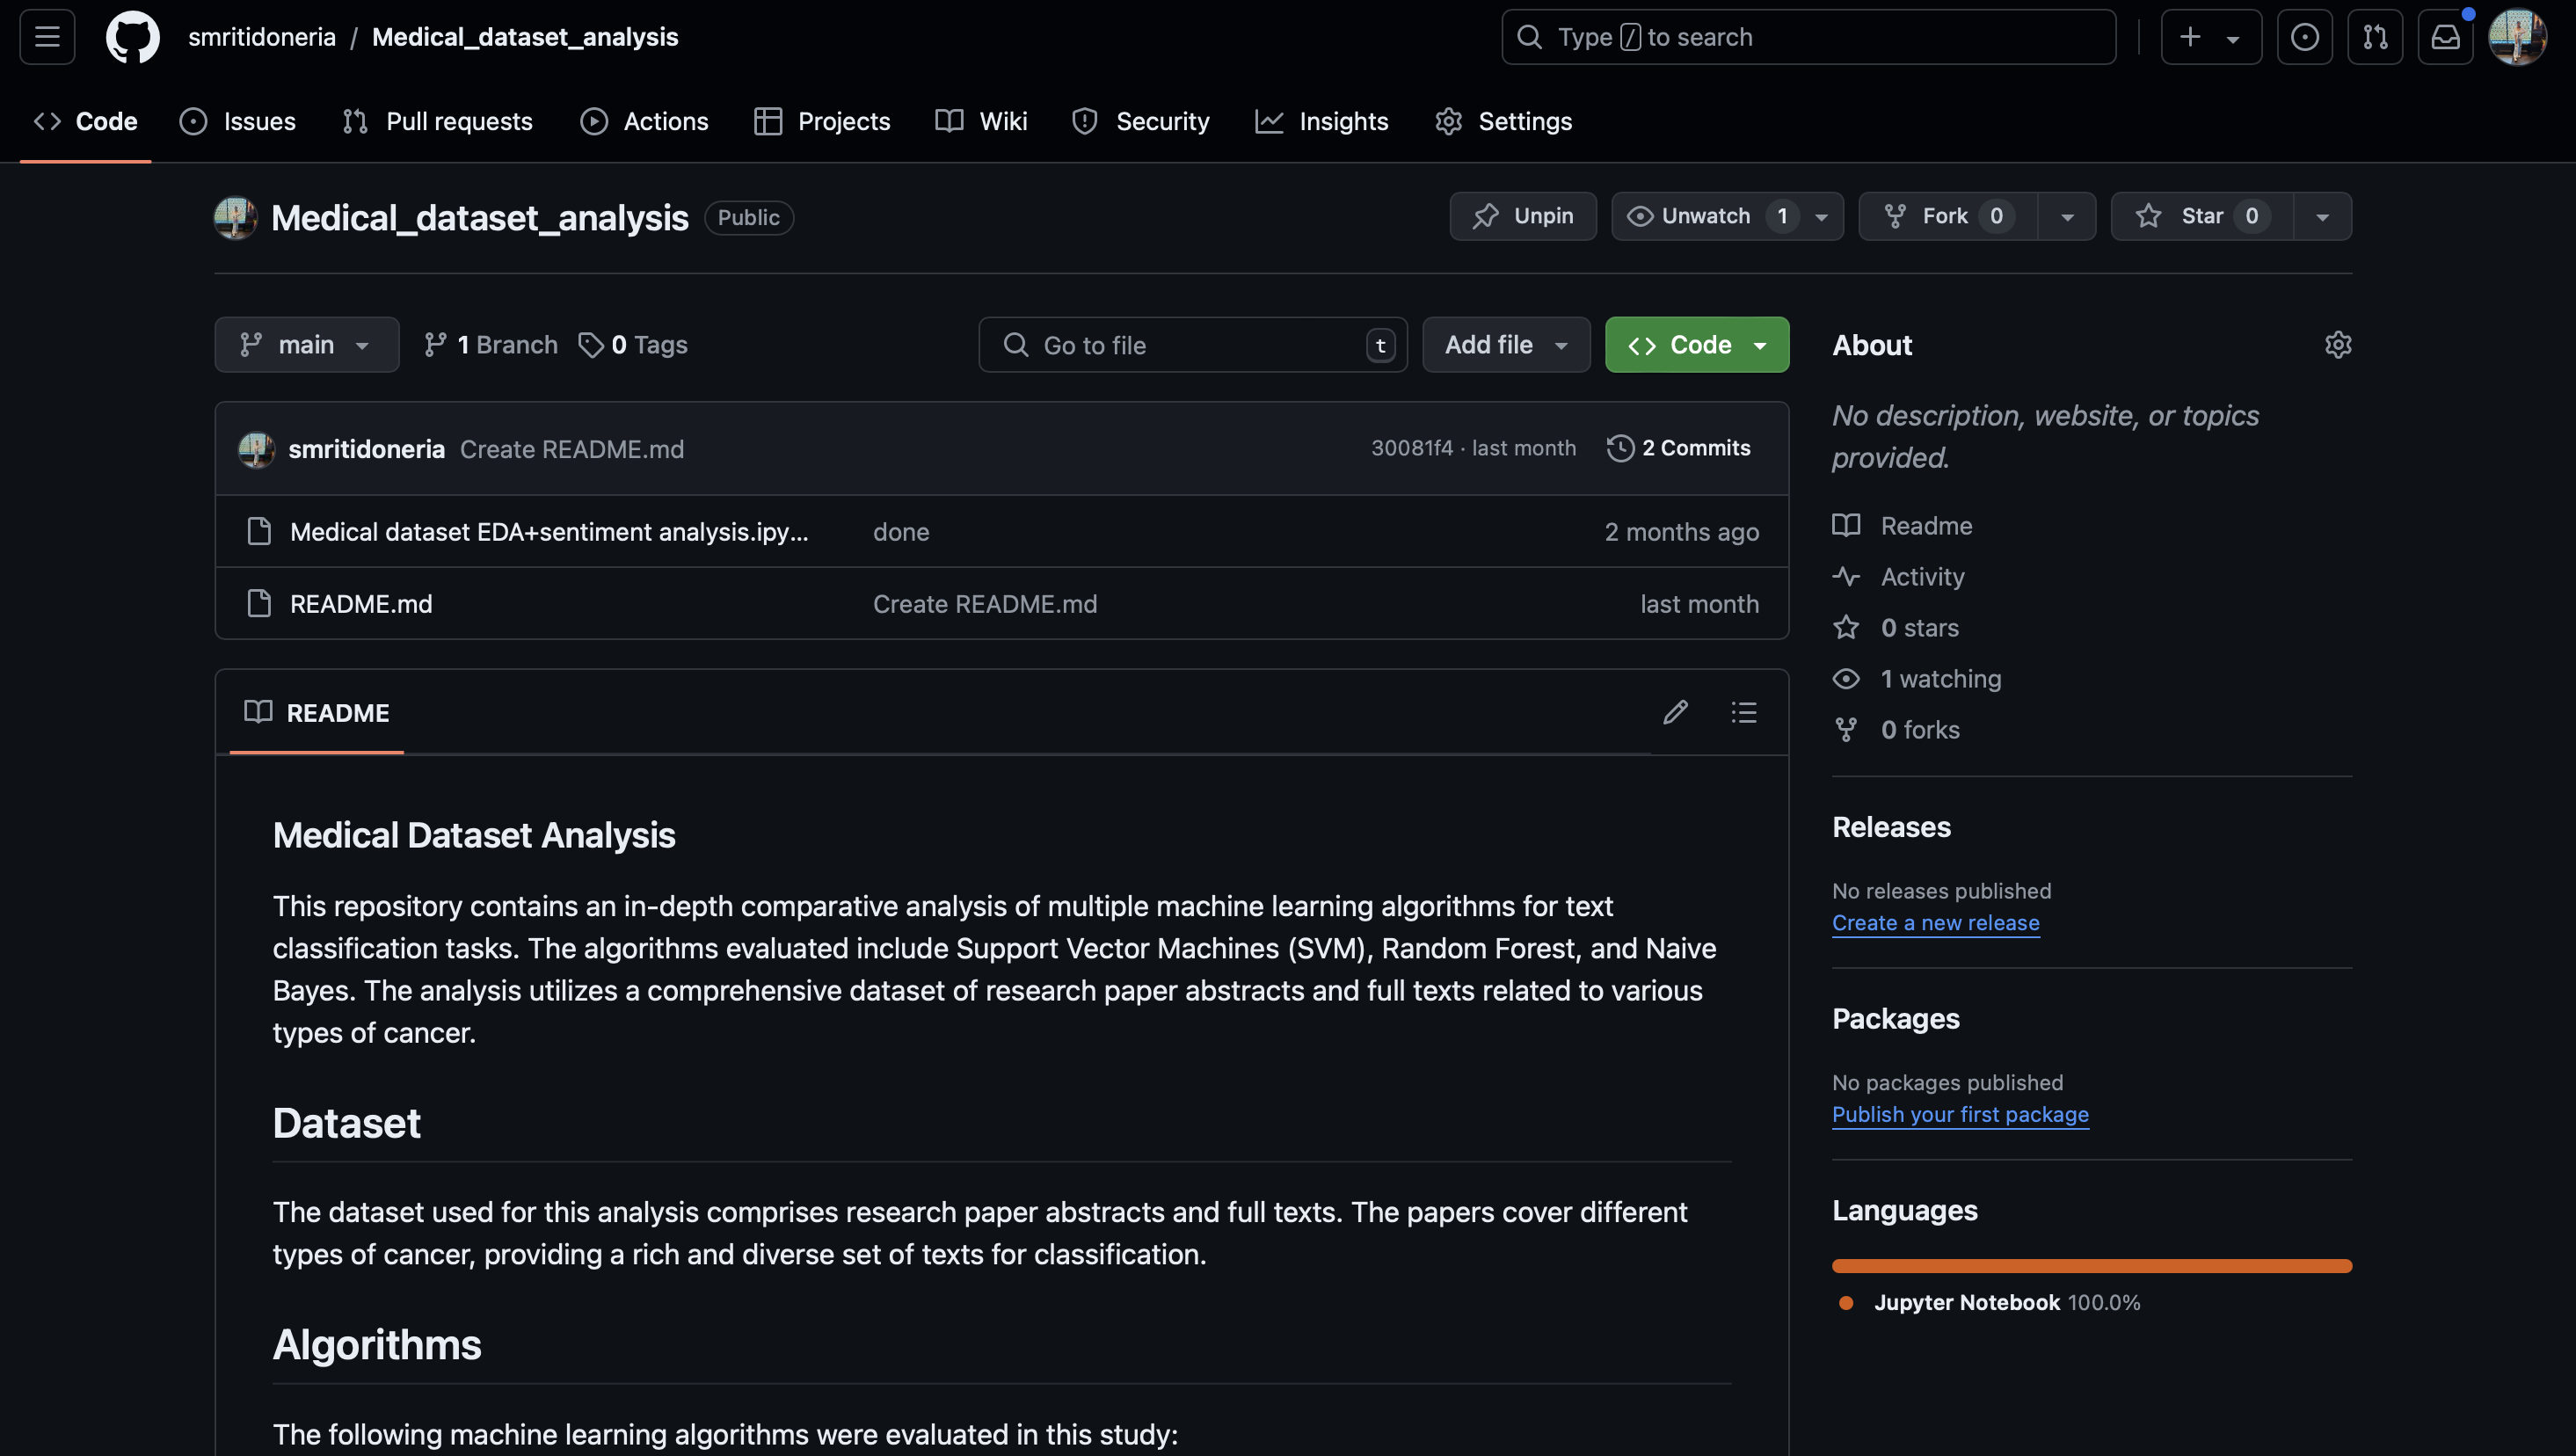 smritidoneria / Medical_dataset_analysis
Type / to search
Code
Issues
Pull requests
Actions
Projects
Wiki
Security
Insights
Settings
Medical_dataset_analysis Public
Unpin
Unwatch 1
Fork 0
Star 0
main
1 Branch
0 Tags
Go to file t
Add file
Code
smritidoneria Create README.md 30081f4 · last month 2 Commits
Medical dataset EDA+sentiment analysis.ipy... done 2 months ago
README.md Create README.md last month
README
Medical Dataset Analysis
This repository contains an in-depth comparative analysis of multiple machine learning algorithms for text
classification tasks. The algorithms evaluated include Support Vector Machines (SVM), Random Forest, and Naive
Bayes. The analysis utilizes a comprehensive dataset of research paper abstracts and full texts related to various
types of cancer.
Dataset
The dataset used for this analysis comprises research paper abstracts and full texts. The papers cover different
types of cancer, providing a rich and diverse set of texts for classification.
Algorithms
The following machine learning algorithms were evaluated in this study:
About
No description, website, or topics
provided.
Readme
Activity
0 stars
1 watching
0 forks
Releases
No releases published
Create a new release
Packages
No packages published
Publish your first package
Languages
Jupyter Notebook 100.0%